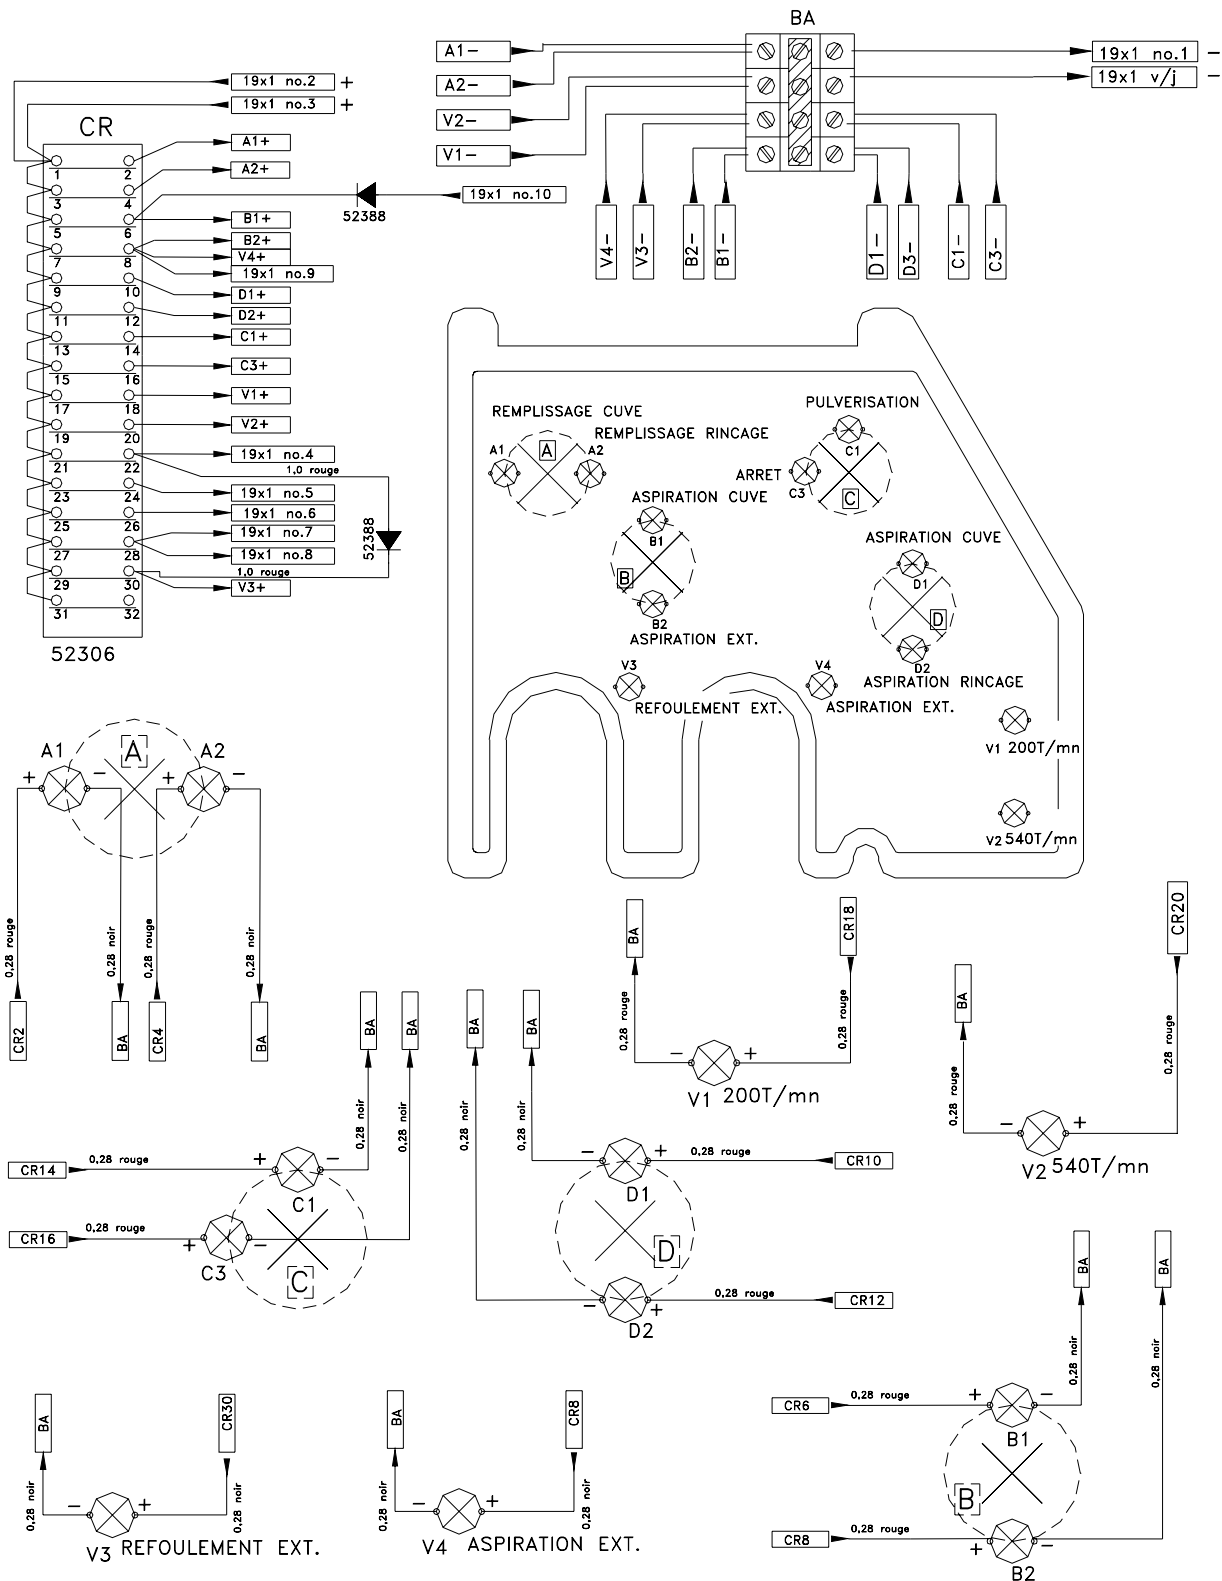 BA
A1-
A2-
V2-
V1-
19x1 no.1 -
19x1 v/j -
V4-
V3-
B2-
B1-
D1-
D3-
C1-
C3-
19x1 no.2 +
19x1 no.3 +
CR
A1+
A2+
19x1 no.10
52388
B1+
B2+
V4+
19x1 no.9
D1+
D2+
C1+
C3+
V1+
V2+
19x1 no.4
1,0 rouge
19x1 no.5
19x1 no.6
19x1 no.7
19x1 no.8
52388
1,0 rouge
V3+
1 2
3 4
5 6
7 8
9 10
11 12
13 14
15 16
17 18
19 20
21 22
23 24
25 26
27 28
29 30
31 32
52306
REMPLISSAGE CUVE
REMPLISSAGE RINCAGE
A1
A
A2
PULVERISATION
C1
ARRET
C3
C
ASPIRATION CUVE
B1
B
B2
ASPIRATION EXT.
ASPIRATION CUVE
D1
D
D2
ASPIRATION RINCAGE
V3
REFOULEMENT EXT.
V4
ASPIRATION EXT.
V1 200T/mn
V2 540T/mn
A1
A
A2
+ -
+ -
0,28 rouge
0,28 noir
0,28 rouge
0,28 noir
CR2
BA
CR4
BA
BA
CR18
0,28 rouge
0,28 rouge
- +
V1 200T/mn
BA
CR20
0,28 rouge
0,28 rouge
- +
V2 540T/mn
BA
BA
0,28 noir
0,28 noir
CR14
0,28 rouge
+ -
C1
CR16
0,28 rouge
+ -
C3
C
BA
BA
0,28 noir
0,28 noir
- +
0,28 rouge
CR10
D1
D
- +
0,28 rouge
CR12
D2
BA
BA
0,28 noir
0,28 noir
CR6
0,28 rouge
+ -
B1
B
CR8
0,28 rouge
+ -
B2
BA
CR30
0,28 noir
0,28 noir
- +
V3 REFOULEMENT EXT.
BA
CR8
0,28 noir
0,28 noir
- +
V4 ASPIRATION EXT.